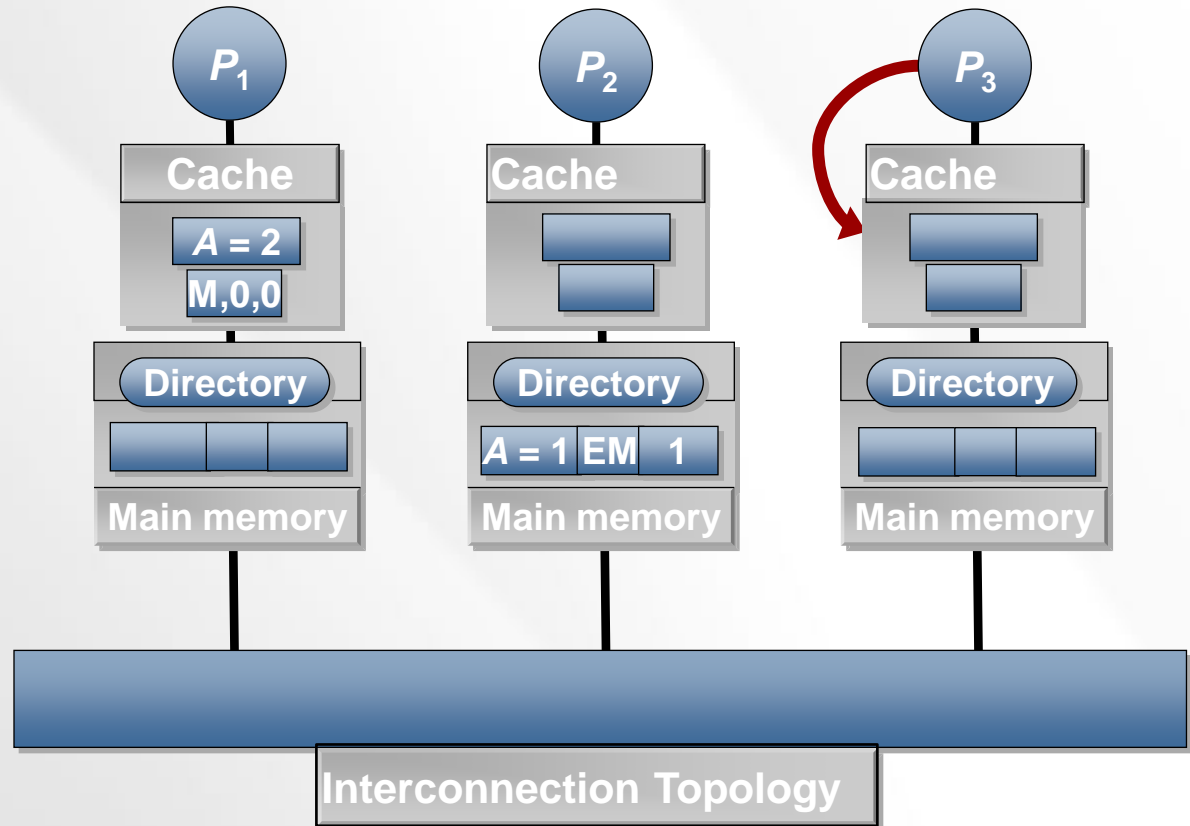 P1
P2
P3
Cache
Cache
Cache
A = 2
M,0,0
Directory
Directory
Directory
A = 1 EM 1
Main memory
Main memory
Main memory
Interconnection Topology